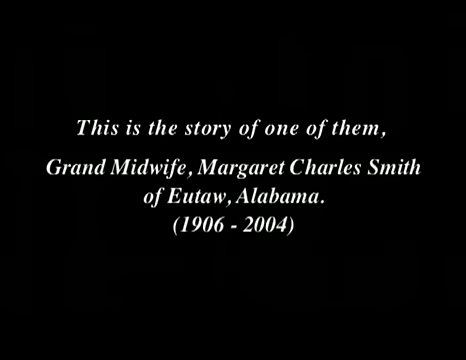 This is the story of one of them,
Grand Midwife, Margaret Charles Smith
of Eutaw, Alabama.
(1906 - 2004)